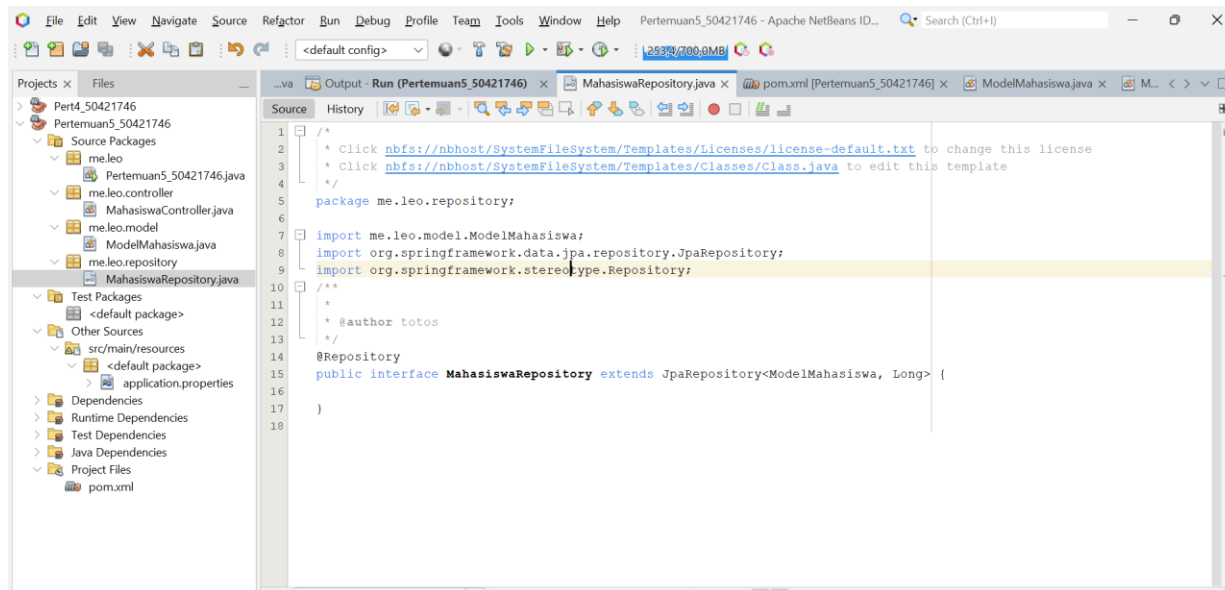 File Edit View Navigate Source Refactor Run Debug Profile Team Tools Window Help Pertemuan5_50421746 - Apache NetBeans ID... Search (Ctrl+I)
<default config> 253,4/700,0MB
Projects Files
...va Output - Run (Pertemuan5_50421746) MahasiswaRepository.java pom.xml [Pertemuan5_50421746] ModelMahasiswa.java M...
Source History
Pert4_50421746
Pertemuan5_50421746
Source Packages
me.leo
Pertemuan5_50421746.java
me.leo.controller
MahasiswaController.java
me.leo.model
ModelMahasiswa.java
me.leo.repository
MahasiswaRepository.java
Test Packages
<default package>
Other Sources
src/main/resources
<default package>
application.properties
Dependencies
Runtime Dependencies
Test Dependencies
Java Dependencies
Project Files
pom.xml
1 /*
2 * Click nbfs://nbhost/SystemFileSystem/Templates/Licenses/license-default.txt to change this license
3 * Click nbfs://nbhost/SystemFileSystem/Templates/Classes/Class.java to edit this template
4 */
5 package me.leo.repository;
6
7 import me.leo.model.ModelMahasiswa;
8 import org.springframework.data.jpa.repository.JpaRepository;
9 import org.springframework.stereotype.Repository;
10 /**
11 *
12 * @author totos
13 */
14 @Repository
15 public interface MahasiswaRepository extends JpaRepository<ModelMahasiswa, Long> {
16
17 }
18